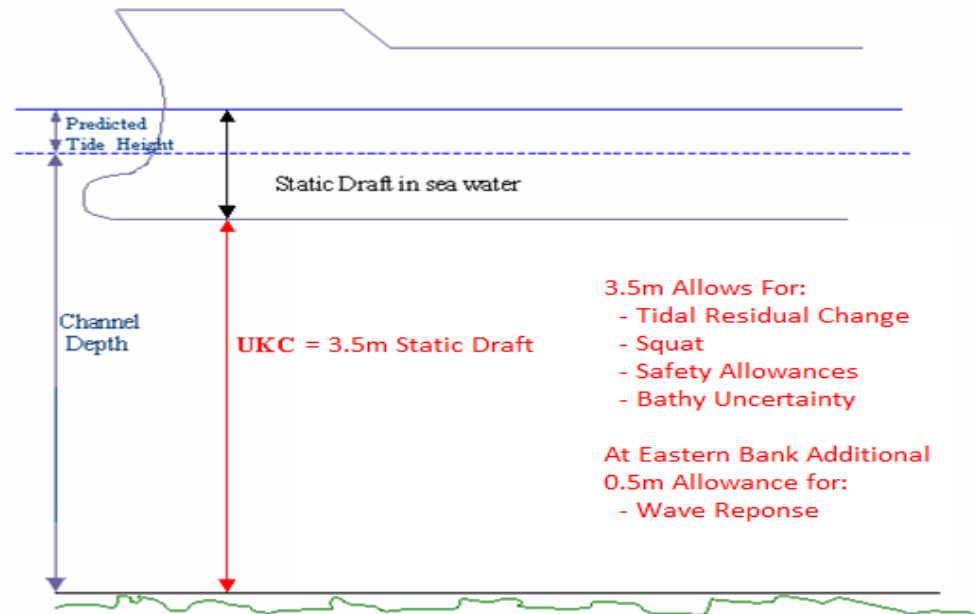 Predicted
Tide Height
Static Draft in sea water
Channel
Depth
UKC = 3.5m Static Draft
3.5m Allows For:
- Tidal Residual Change
- Squat
- Safety Allowances
- Bathy Uncertainty
At Eastern Bank Additional
0.5m Allowance for:
- Wave Reponse